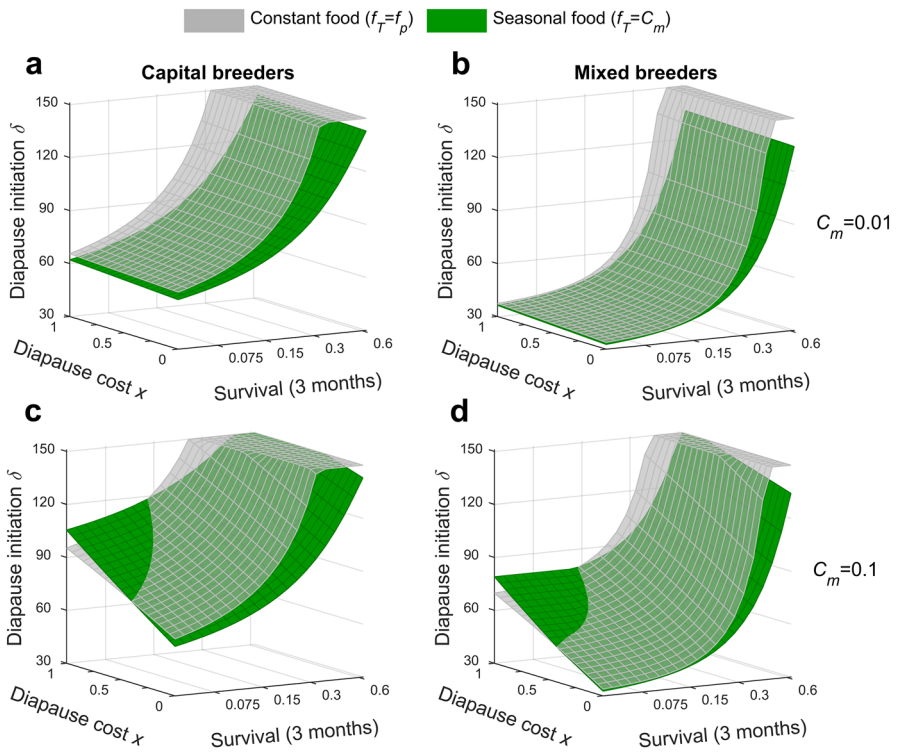 Constant food (f_T=f_p) Seasonal food (f_T=C_m)
a Capital breeders
b Mixed breeders
150
120
90
60
30
Diapause initiation δ
1
0.5
0
Diapause cost x
0.075
0.15
0.3
0.6
Survival (3 months)
150
120
90
60
30
Diapause initiation δ
1
0.5
0
Diapause cost x
0.075
0.15
0.3
0.6
Survival (3 months)
C_m=0.01
c
150
120
90
60
30
Diapause initiation δ
1
0.5
0
Diapause cost x
0.075
0.15
0.3
0.6
Survival (3 months)
d
150
120
90
60
30
Diapause initiation δ
1
0.5
0
Diapause cost x
0.075
0.15
0.3
0.6
Survival (3 months)
C_m=0.1